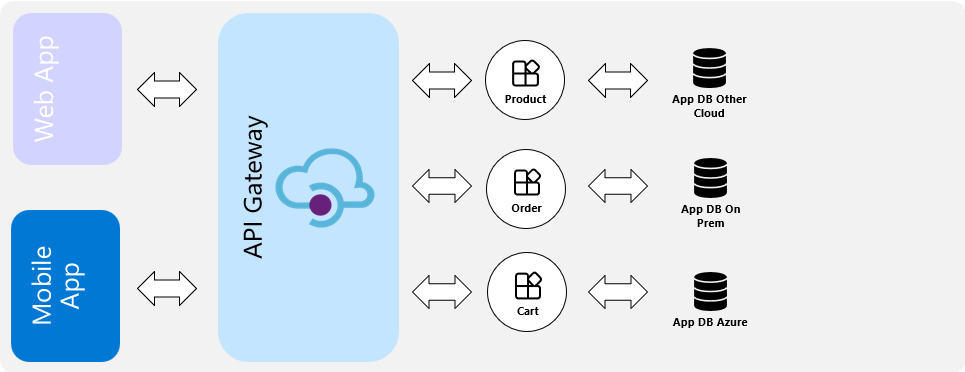 Web App
Mobile
App
API Gateway
Product
App DB Other
Cloud
Order
App DB On
Prem
Cart
App DB Azure